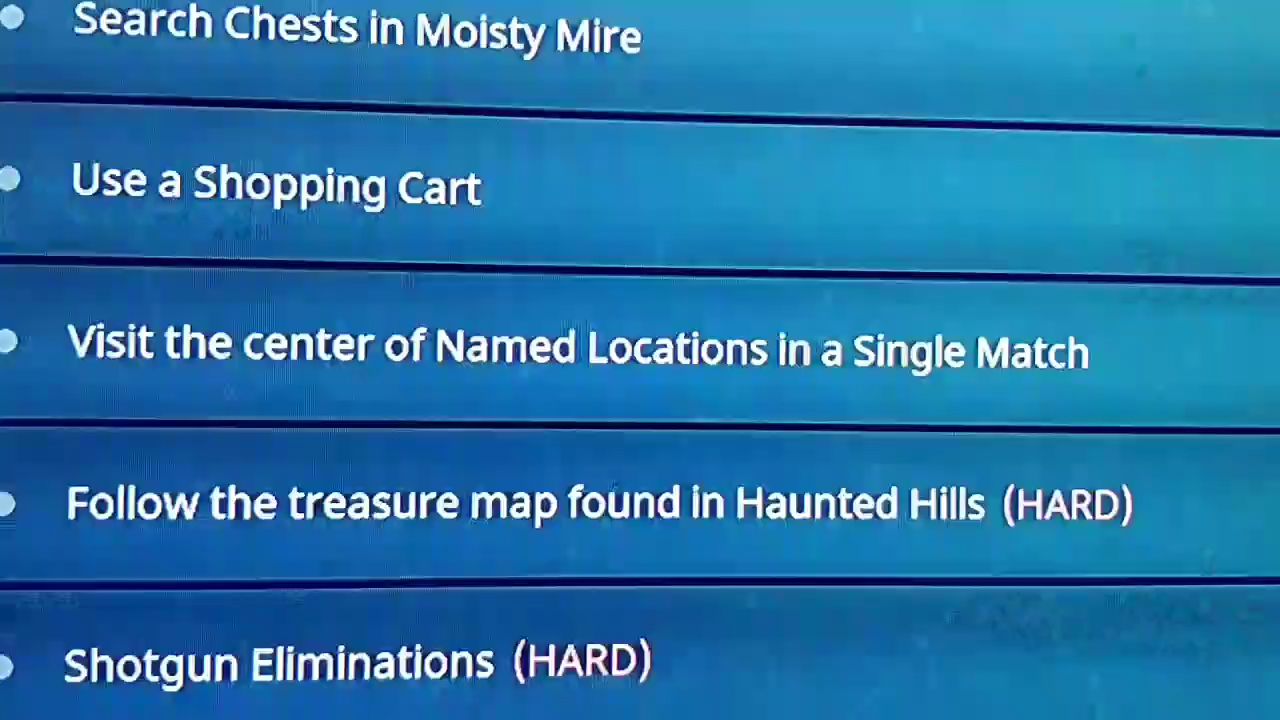 Search Chests in Moisty Mire
Use a Shopping Cart
Visit the center of Named Locations in a Single Match
Follow the treasure map found in Haunted Hills (HARD)
Shotgun Eliminations (HARD)